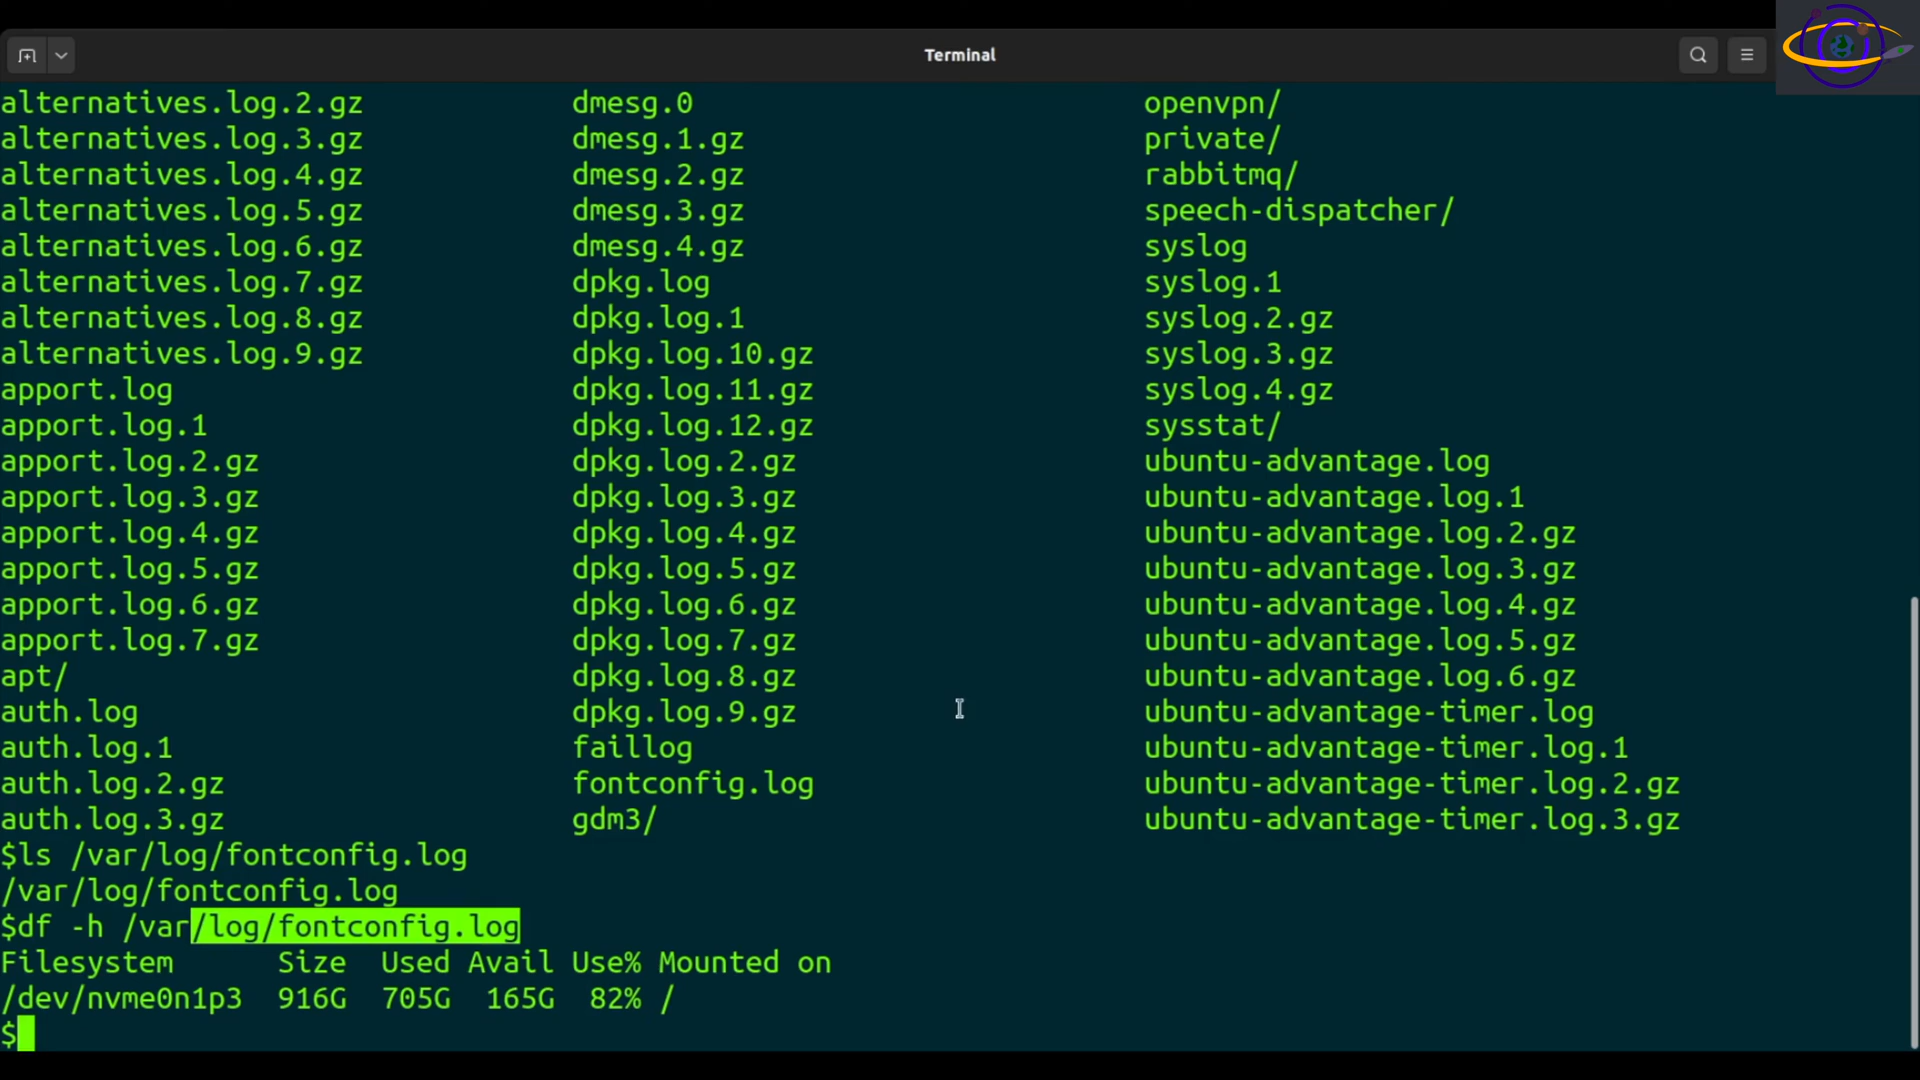 Terminal
alternatives.log.2.gz dmesg.0 openvpn/
alternatives.log.3.gz dmesg.1.gz private/
alternatives.log.4.gz dmesg.2.gz rabbitmq/
alternatives.log.5.gz dmesg.3.gz speech-dispatcher/
alternatives.log.6.gz dmesg.4.gz syslog
alternatives.log.7.gz dpkg.log syslog.1
alternatives.log.8.gz dpkg.log.1 syslog.2.gz
alternatives.log.9.gz dpkg.log.10.gz syslog.3.gz
apport.log dpkg.log.11.gz syslog.4.gz
apport.log.1 dpkg.log.12.gz sysstat/
apport.log.2.gz dpkg.log.2.gz ubuntu-advantage.log
apport.log.3.gz dpkg.log.3.gz ubuntu-advantage.log.1
apport.log.4.gz dpkg.log.4.gz ubuntu-advantage.log.2.gz
apport.log.5.gz dpkg.log.5.gz ubuntu-advantage.log.3.gz
apport.log.6.gz dpkg.log.6.gz ubuntu-advantage.log.4.gz
apport.log.7.gz dpkg.log.7.gz ubuntu-advantage.log.5.gz
apt/ dpkg.log.8.gz ubuntu-advantage.log.6.gz
auth.log dpkg.log.9.gz ubuntu-advantage-timer.log
auth.log.1 faillog ubuntu-advantage-timer.log.1
auth.log.2.gz fontconfig.log ubuntu-advantage-timer.log.2.gz
auth.log.3.gz gdm3/ ubuntu-advantage-timer.log.3.gz
$ls /var/log/fontconfig.log
/var/log/fontconfig.log
$df -h /var/log/fontconfig.log
Filesystem Size Used Avail Use% Mounted on
/dev/nvme0n1p3 916G 705G 165G 82% /
$